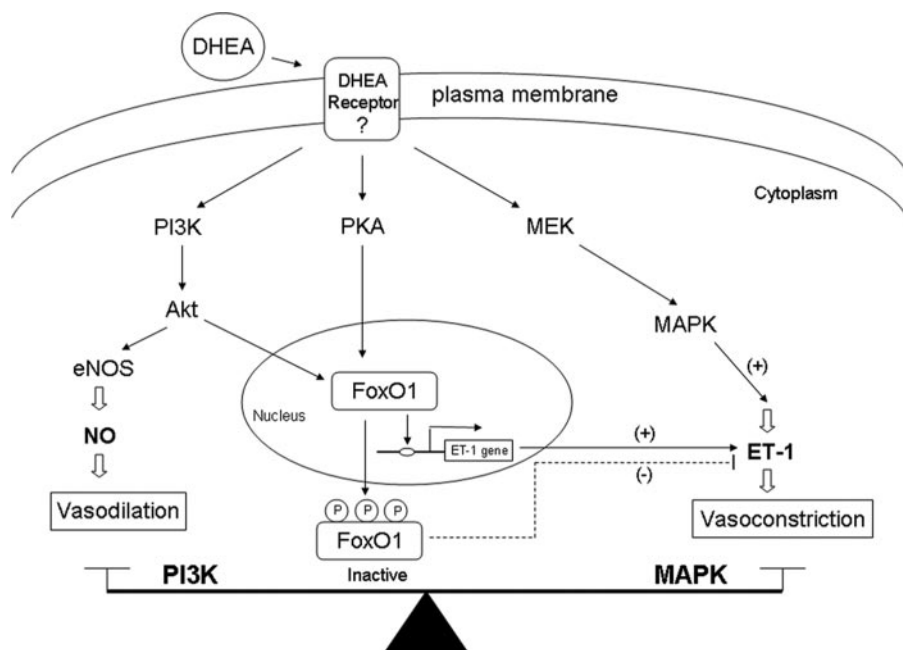 DHEA
DHEA
Receptor
?
plasma membrane
Cytoplasm
PI3K
PKA
MEK
Akt
MAPK
eNOS
(+)
FoxO1
Nucleus
NO
ET-1 gene
(+)
ET-1
(-)
Vasodilation
P P P
Vasoconstriction
FoxO1
PI3K
Inactive
MAPK